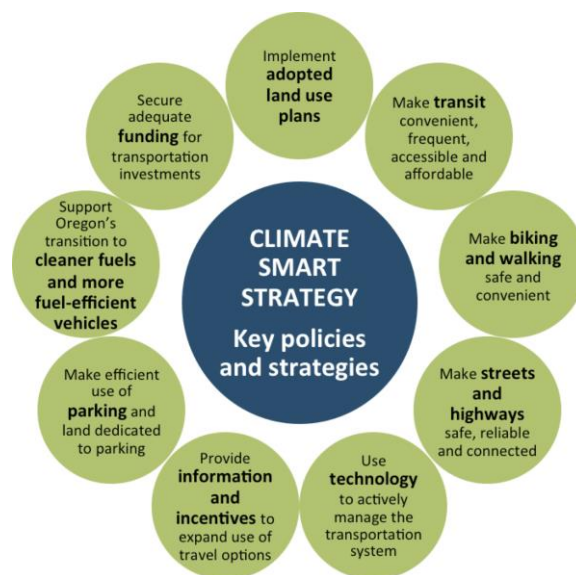 CLIMATE
SMART
STRATEGY
Key policies
and strategies
Implement
adopted
land use
plans
Make transit
convenient,
frequent,
accessible and
affordable
Make biking
and walking
safe and
convenient
Make streets
and
highways
safe, reliable
and connected
Use
technology
to actively
manage the
transportation
system
Provide
information
and
incentives to
expand use of
travel options
Make efficient
use of
parking and
land dedicated
to parking
Support
Oregon's
transition to
cleaner fuels
and more
fuel-efficient
vehicles
Secure
adequate
funding for
transportation
investments